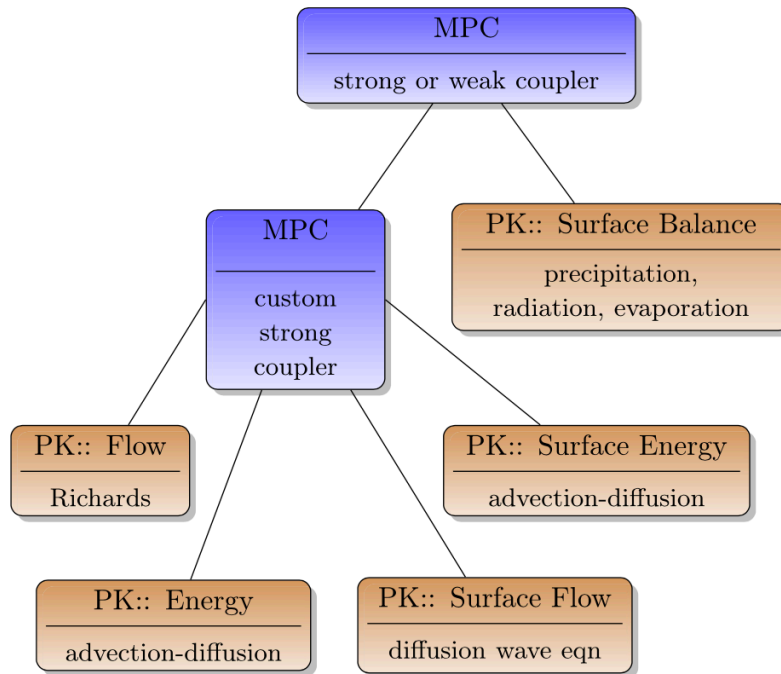 MPC
strong or weak coupler
MPC
custom
strong
coupler
PK:: Surface Balance
precipitation,
radiation, evaporation
PK:: Flow
Richards
PK:: Surface Energy
advection-diffusion
PK:: Energy
advection-diffusion
PK:: Surface Flow
diffusion wave eqn